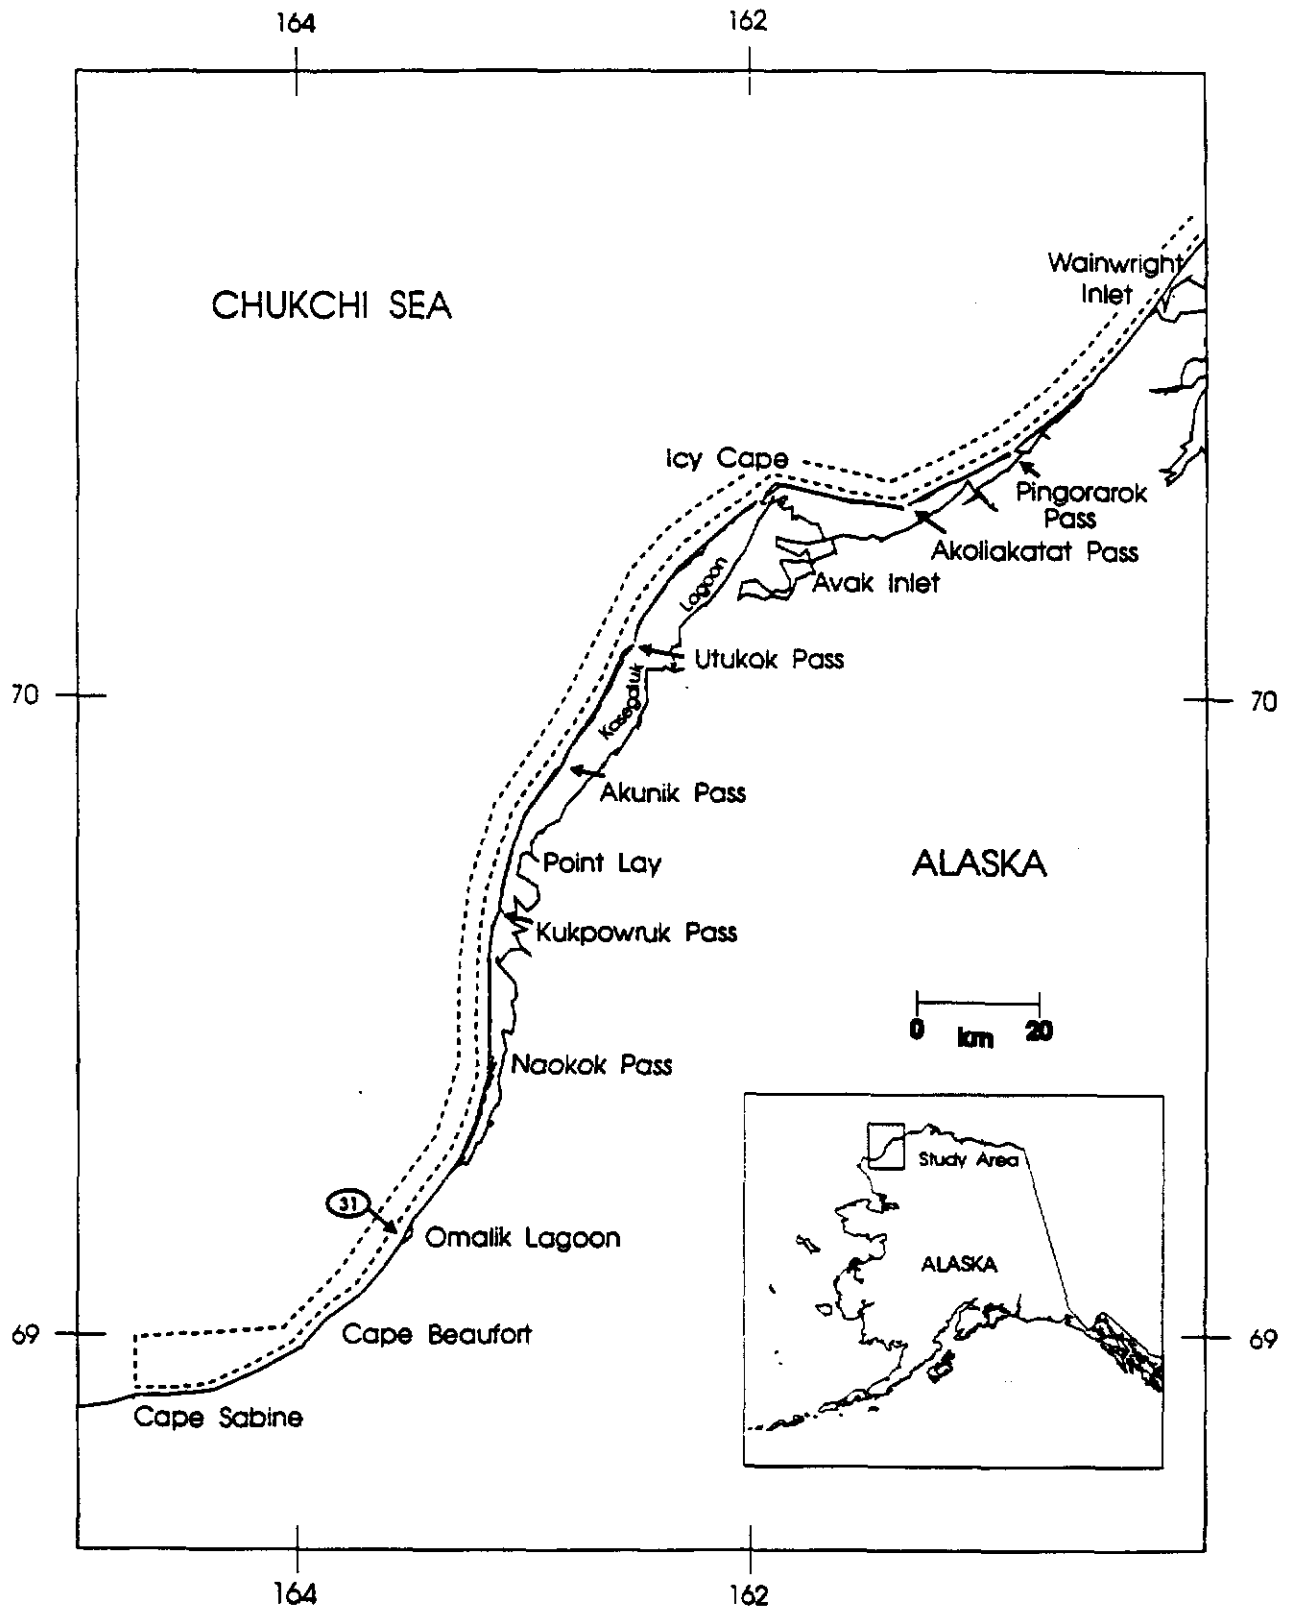 164 162
CHUKCHI SEA
Wainwright
Inlet
Icy Cape
Pingorarok
Pass
Akoliakatat Pass
Avak Inlet
Lagoon
Utukok Pass
Kasegaluk
70 70
Akunik Pass
Point Lay
ALASKA
Kukpowruk Pass
0 km 20
Naokok Pass
Study Area
31
Omalik Lagoon
ALASKA
69 69
Cape Beaufort
Cape Sabine
164 162